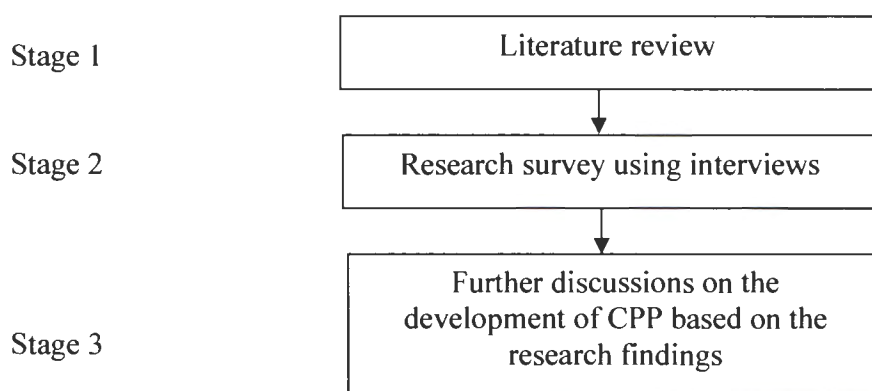 Stage 1
Literature review
Stage 2
Research survey using interviews
Further discussions on the
development of CPP based on the
Stage 3
research findings